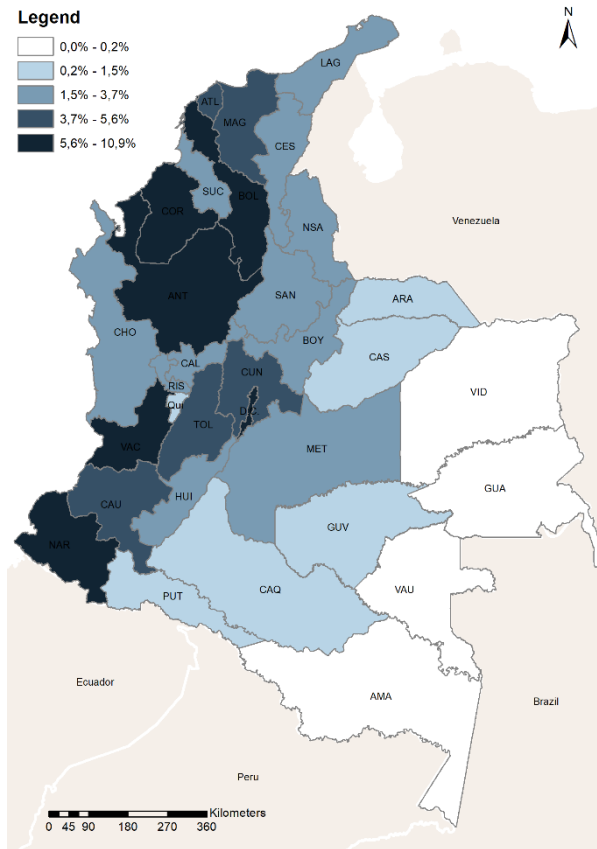 Legend
0,0% - 0,2%
0,2% - 1,5%
1,5% - 3,7%
3,7% - 5,6%
5,6% - 10,9%
N
LAG
ATL
MAG
CES
SUC
COR
BOL
Venezuela
NSA
ANT
SAN
ARA
CHO
BOY
CAS
CAL
CUN
RIS
VID
Qui
D.C.
TOL
VAC
MET
GUA
HUI
CAU
GUV
NAR
VAU
CAQ
PUT
Ecuador
AMA
Brazil
Peru
Kilometers
0 45 90 180 270 360